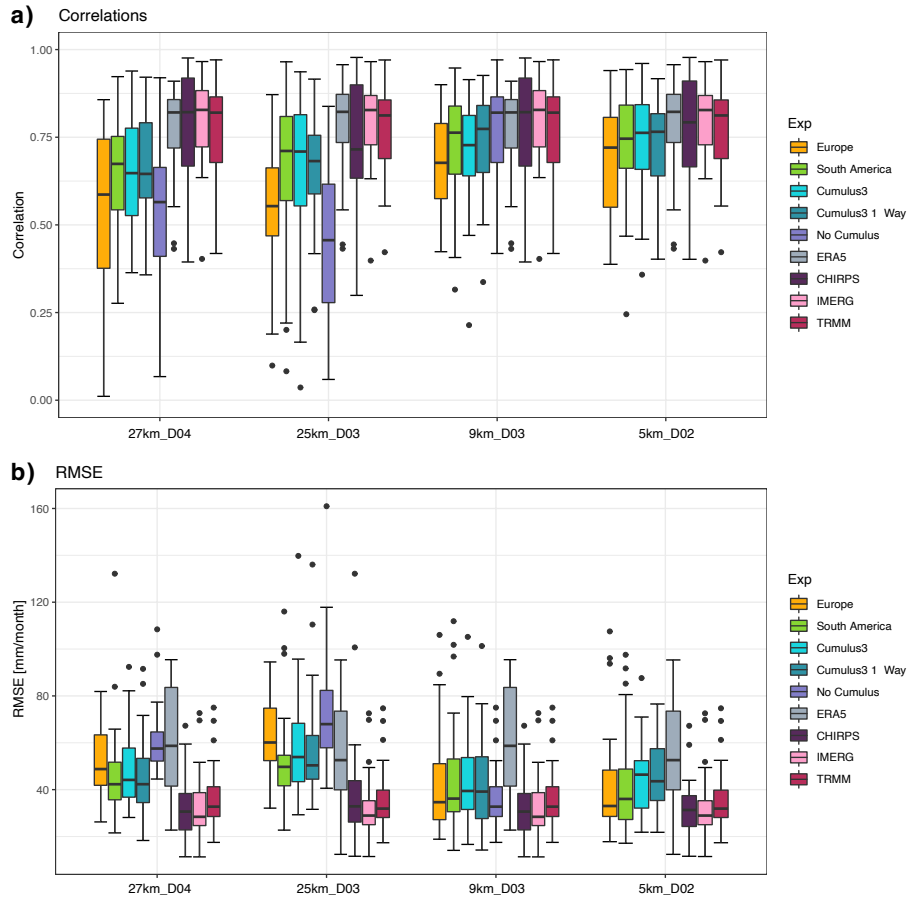 a) Correlations
1.00
0.75
0.50
0.25
0.00
Correlation
27km_D04 25km_D03 9km_D03 5km_D02
Exp
Europe
South America
Cumulus3
Cumulus3 1 Way
No Cumulus
ERA5
CHIRPS
IMERG
TRMM
b) RMSE
160
120
80
40
RMSE [mm/month]
27km_D04 25km_D03 9km_D03 5km_D02
Exp
Europe
South America
Cumulus3
Cumulus3 1 Way
No Cumulus
ERA5
CHIRPS
IMERG
TRMM